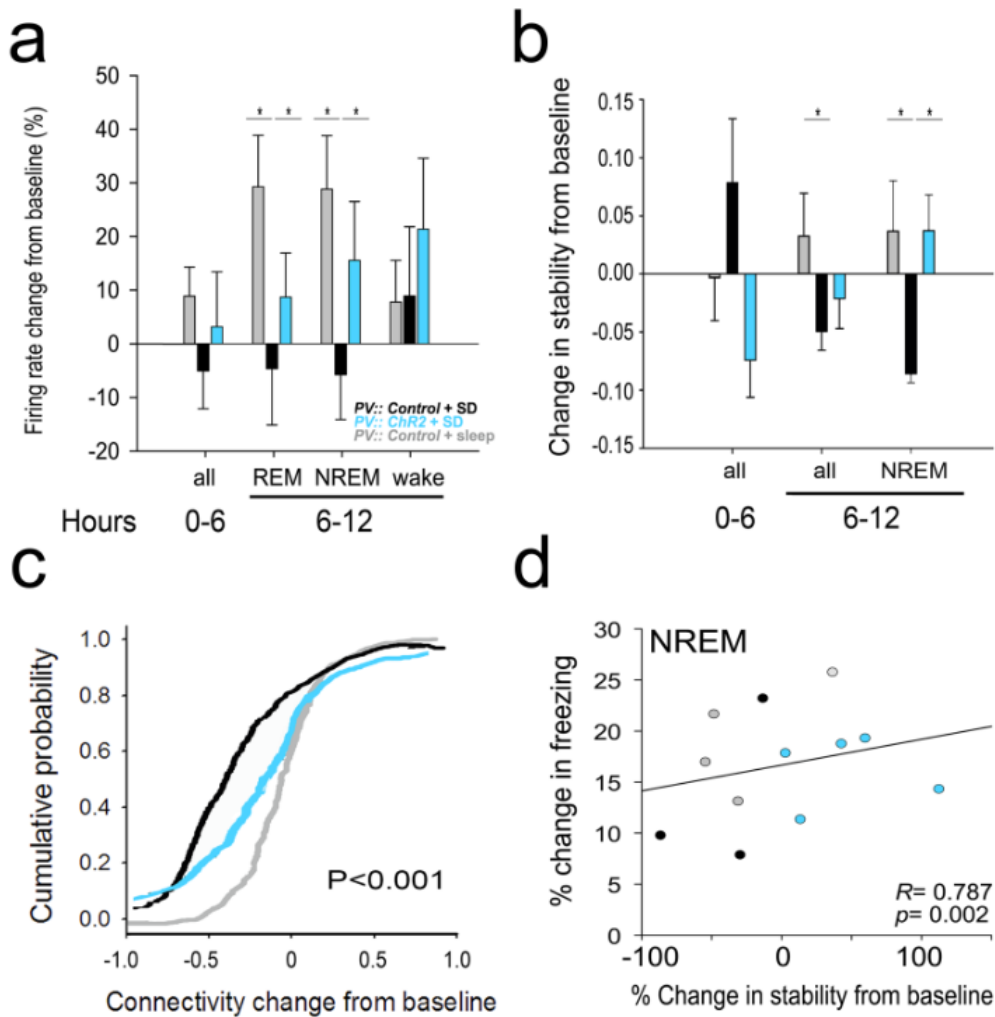 a
Firing rate change from baseline (%)
50
40
30
20
10
0
-10
-20
* * * *
PV:: Control + SD
PV:: ChR2 + SD
PV:: Control + sleep
all REM NREM wake
Hours 0-6 6-12
b
Change in stability from baseline
0.15
0.10
0.05
0.00
-0.05
-0.10
-0.15
* * *
all all NREM
0-6 6-12
c
Cumulative probability
1.0
0.8
0.6
0.4
0.2
0.0
P<0.001
-1.0 -0.5 0 0.5 1.0
Connectivity change from baseline
d
% change in freezing
30
25
20
15
10
5
0
NREM
R= 0.787
p= 0.002
-100 0 100
% Change in stability from baseline